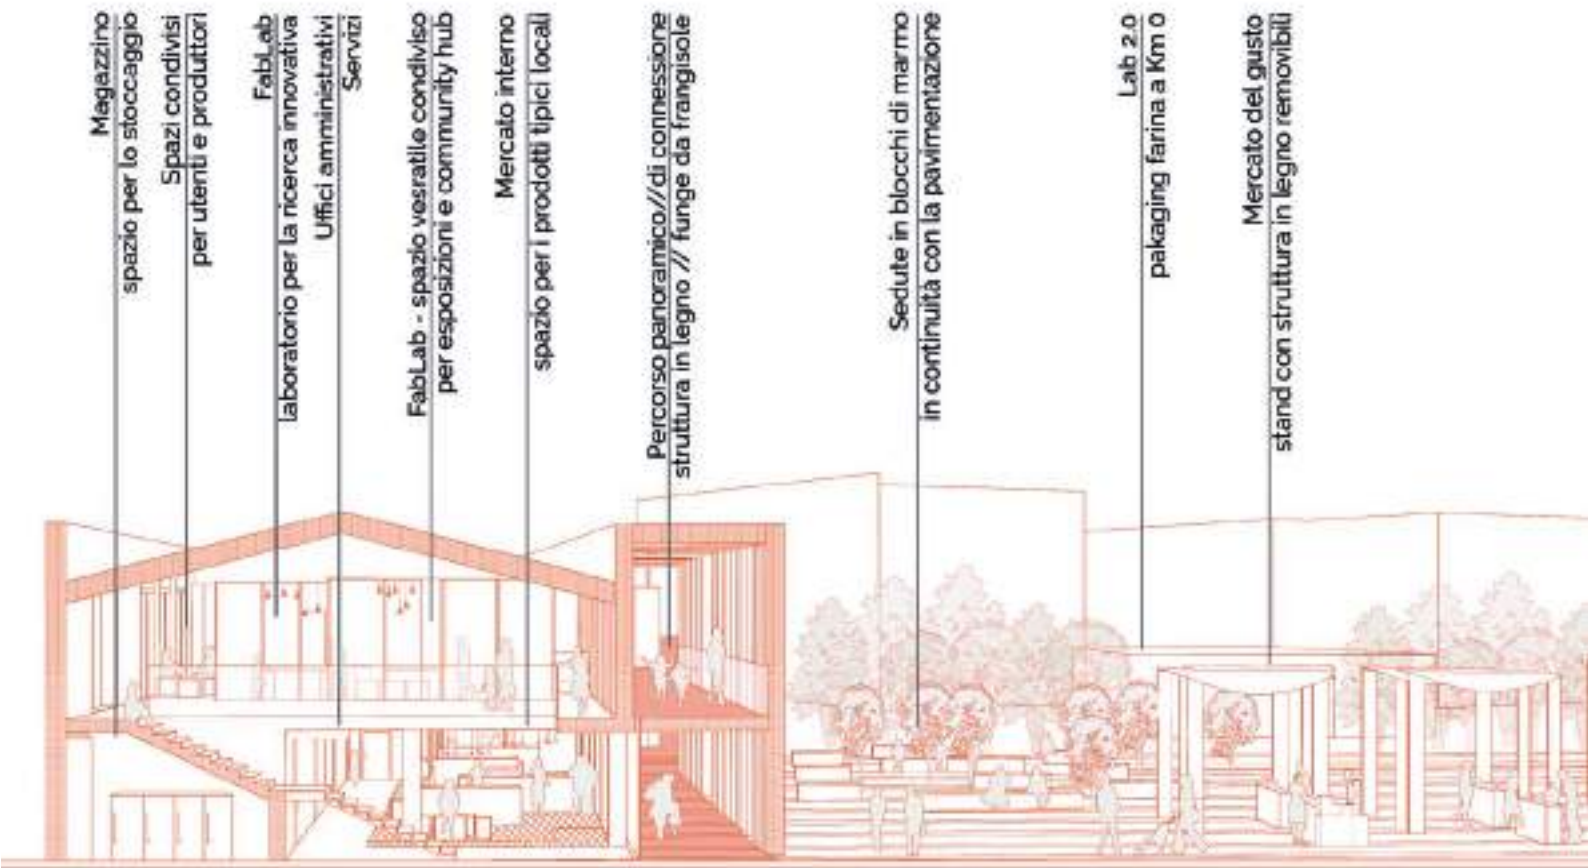 Magazzino
spazio per lo stoccaggio
Spazi condivisi
per utenti e produttori
FabLab
laboratorio per la ricerca innovativa
Uffici amministrativi
Servizi
FabLab - spazio vesratile condiviso
per esposizioni e community hub
Mercato interno
spazio per i prodotti tipici locali
Percorso panoramico//di connessione
struttura in legno // funge da frangisole
Sedute in blocchi di marmo
in continuità con la pavimentazione
Lab 2.0
pakaging farina a Km 0
Mercato del gusto
stand con struttura in legno removibili